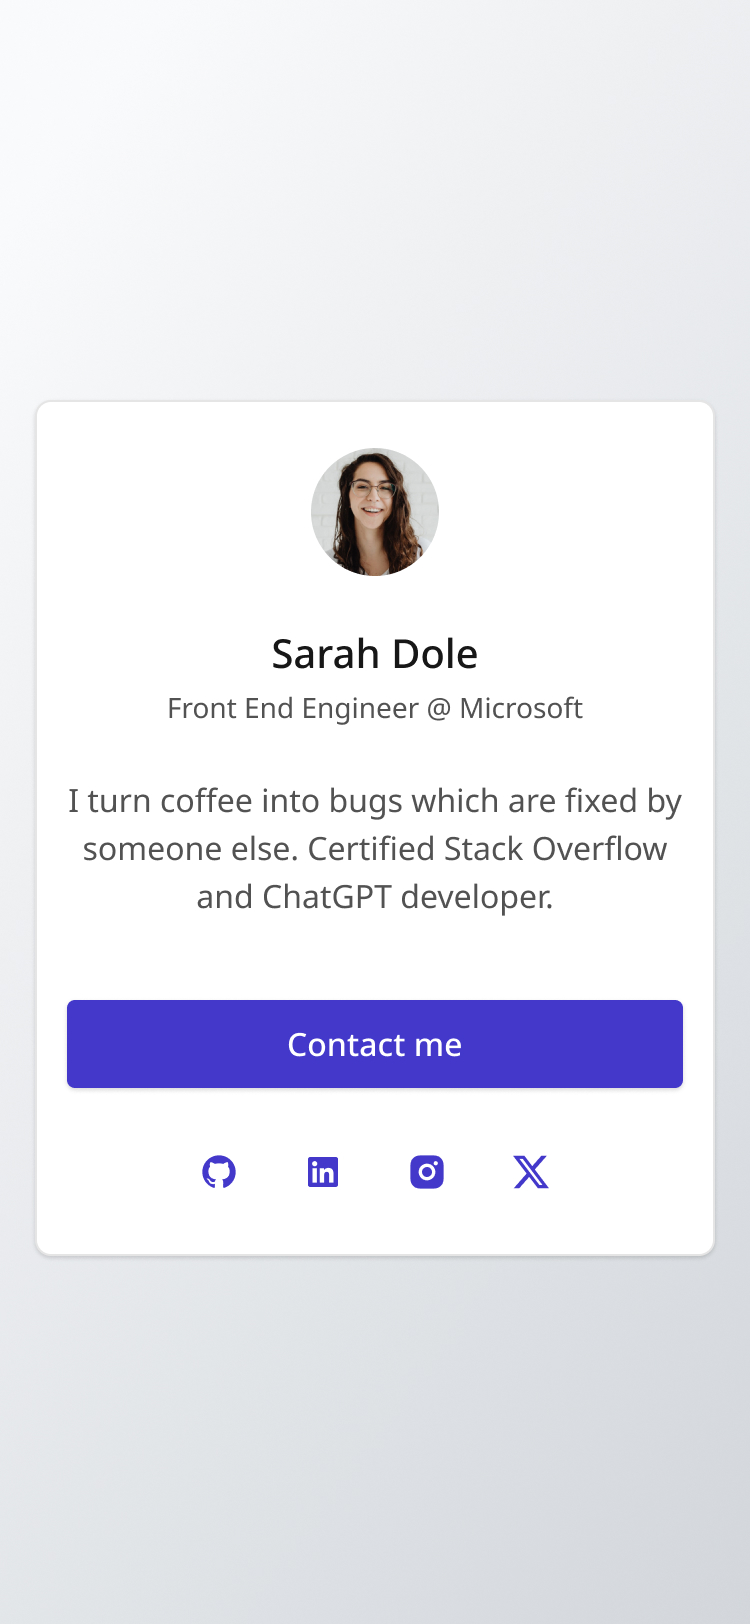 Sarah Dole
Front End Engineer @ Microsoft
I turn coffee into bugs which are fixed by
someone else. Certified Stack Overflow
and ChatGPT developer.
Contact me